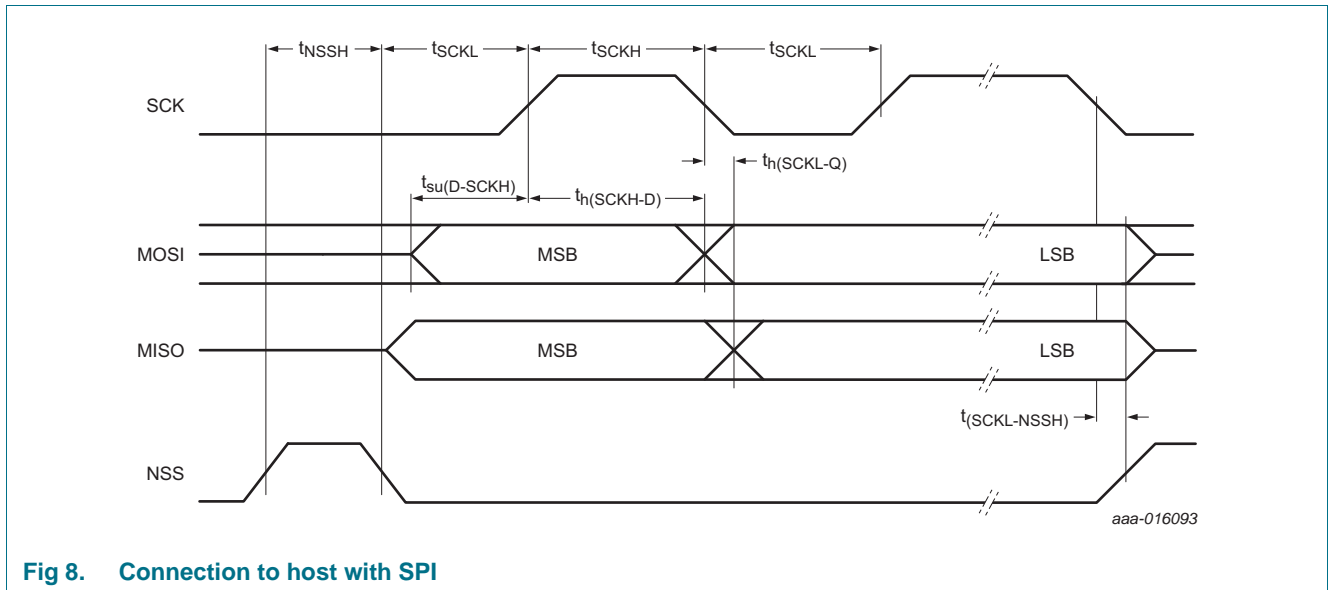 tNSSH tSCKL tSCKH tSCKL
SCK
th(SCKL-Q)
tsu(D-SCKH) th(SCKH-D)
MOSI MSB LSB
MISO MSB LSB
t(SCKL-NSSH)
NSS
aaa-016093
Fig 8. Connection to host with SPI